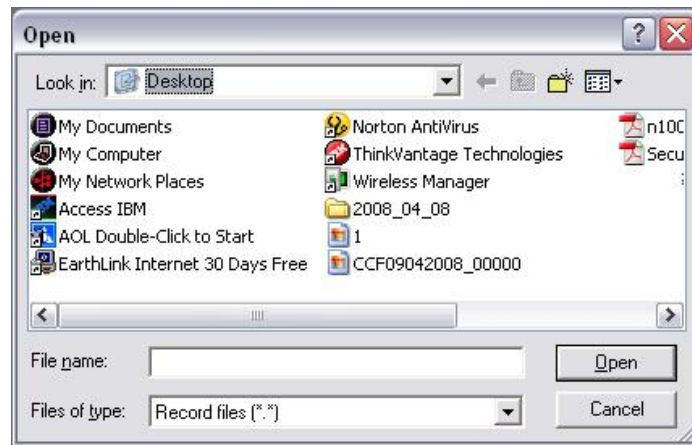 Open
Look in: Desktop
My Documents
My Computer
My Network Places
Access IBM
AOL Double-Click to Start
EarthLink Internet 30 Days Free
Norton AntiVirus
ThinkVantage Technologies
Wireless Manager
2008_04_08
1
CCF09042008_00000
n100
Secu
File name:
Open
Files of type: Record files (*.*)
Cancel